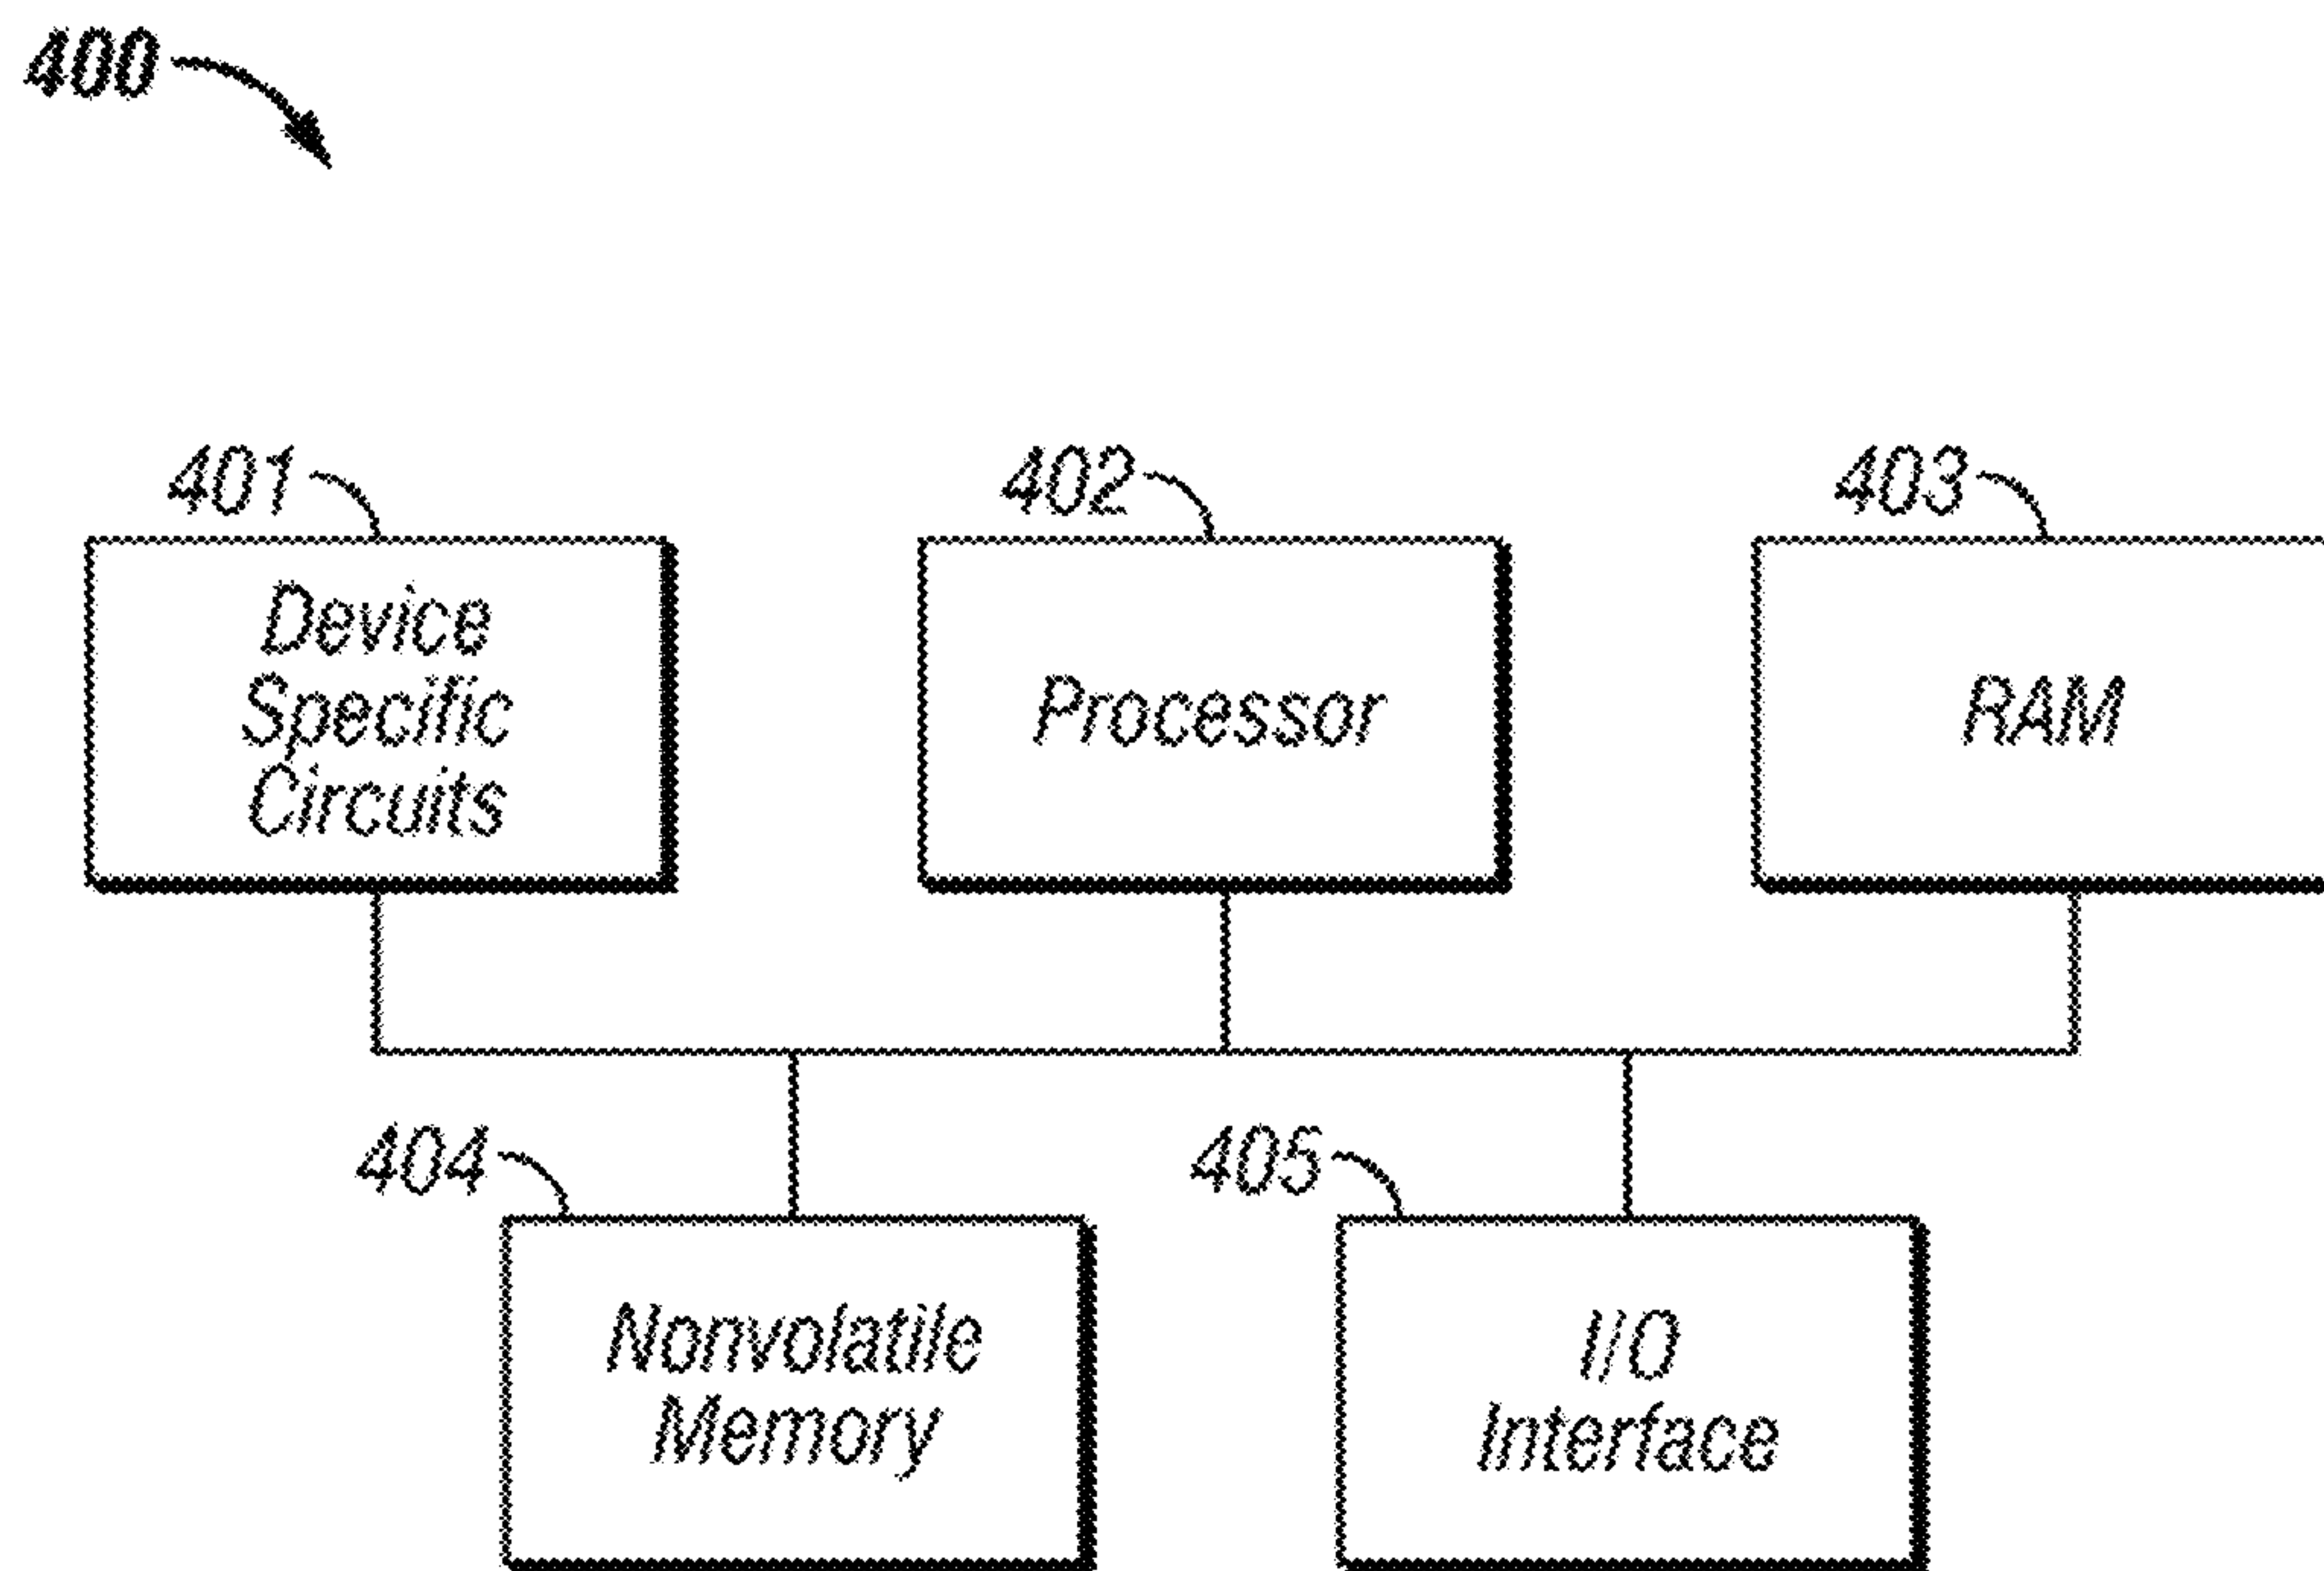 400
401
402
403
Device
Specific
Circuits
Processor
RAM
404
405
Nonvolatile
Memory
I/O
Interface